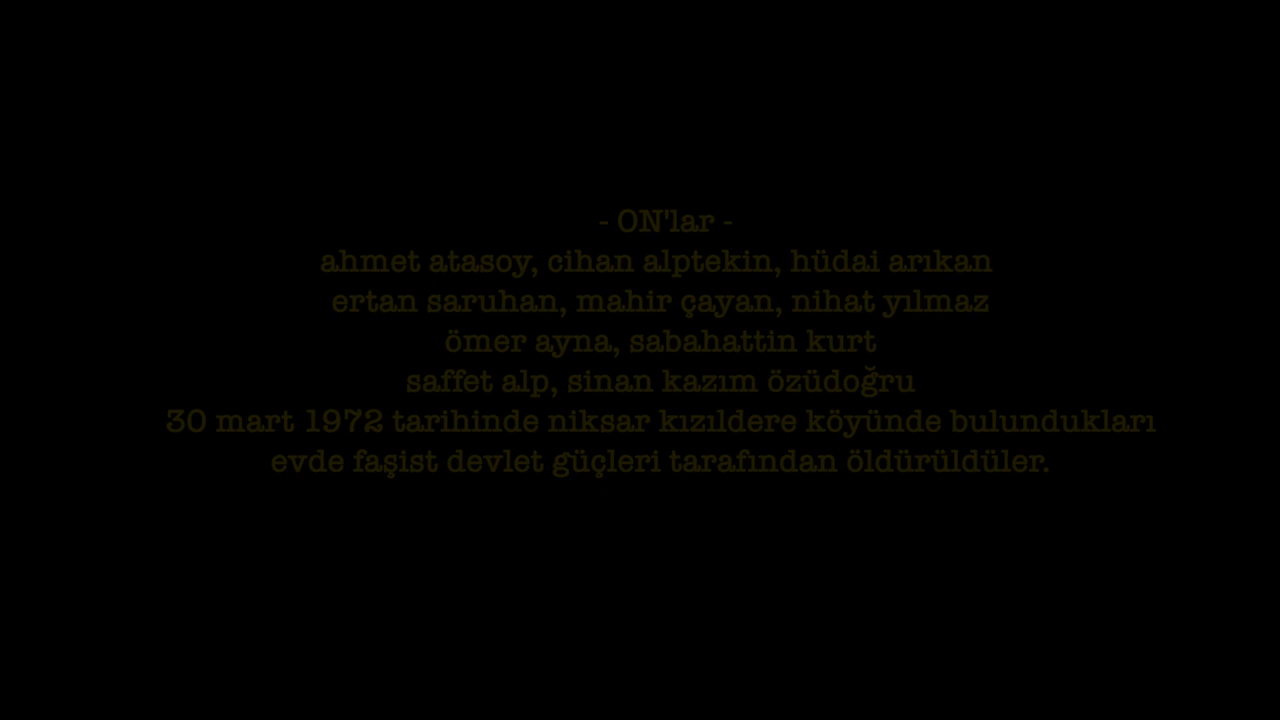 - ON'lar -
ahmet atasoy, cihan alptekin, hüdai arıkan
ertan saruhan, mahir çayan, nihat yılmaz
ömer ayna, sabahattin kurt
saffet alp, sinan kazım özüdoğru
30 mart 1972 tarihinde niksar kızıldere köyünde bulundukları
evde faşist devlet güçleri tarafından öldürüldüler.